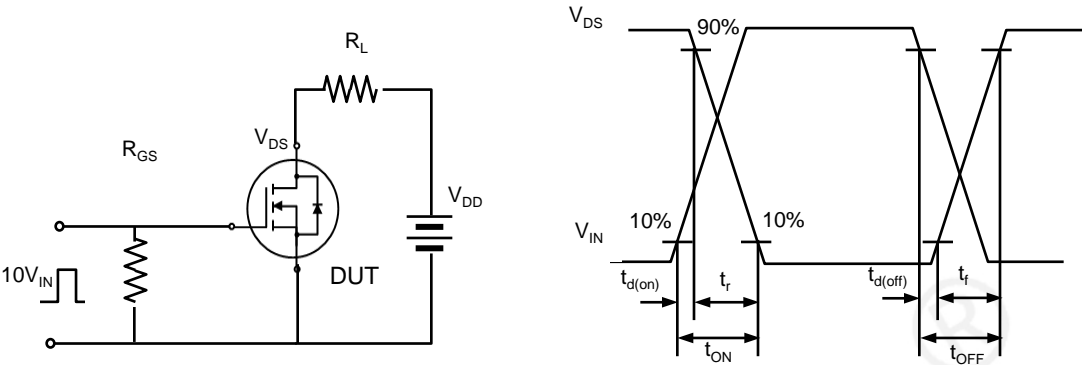 R_L
V_DS
R_GS
V_DD
10V_IN
DUT
V_DS
90%
10%
10%
V_IN
t_d(on)
t_r
t_d(off)
t_f
t_ON
t_OFF
R